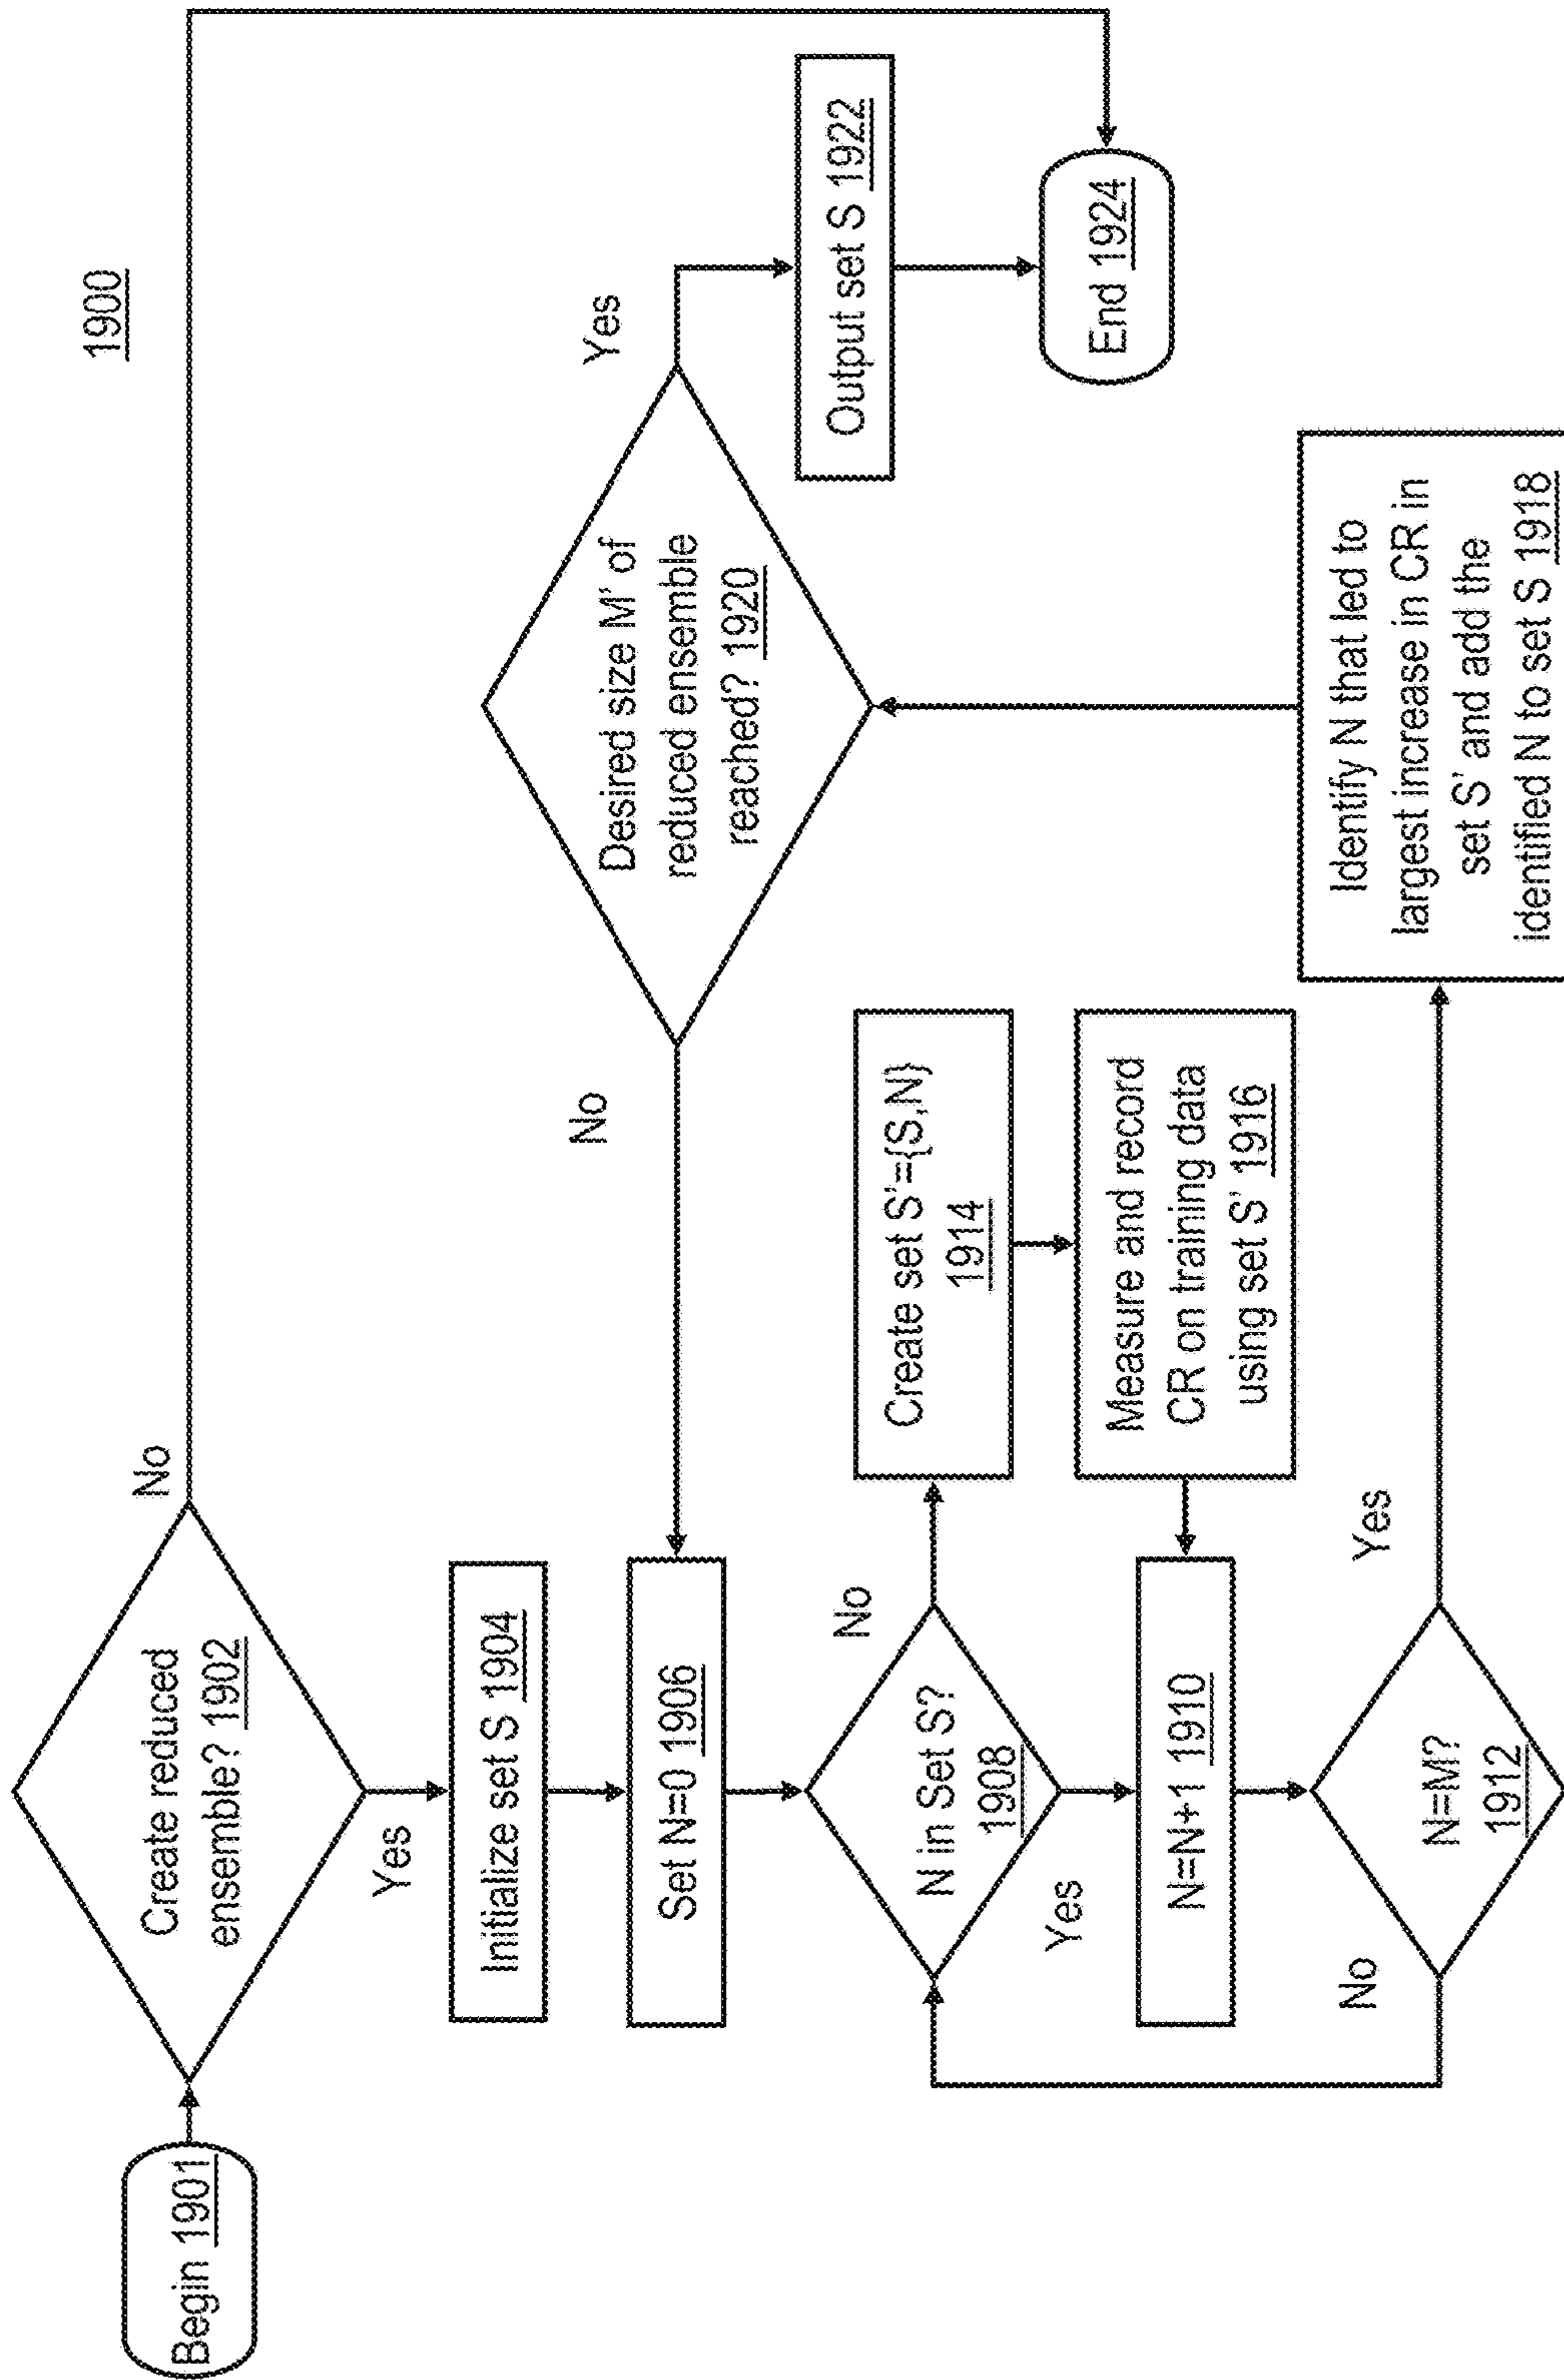 1900
Begin 1901
Create reduced
ensemble? 1902
No
Yes
Initialize set S 1904
Set N=0 1906
N in Set S?
1908
No
Yes
Create set S'={S,N}
1914
Measure and record
CR on training data
using set S' 1916
N=N+1 1910
N=M?
1912
No
Yes
Identify N that led to
largest increase in CR in
set S' and add the
identified N to set S 1918
Desired size M' of
reduced ensemble
reached? 1920
No
Yes
Output set S 1922
End 1924